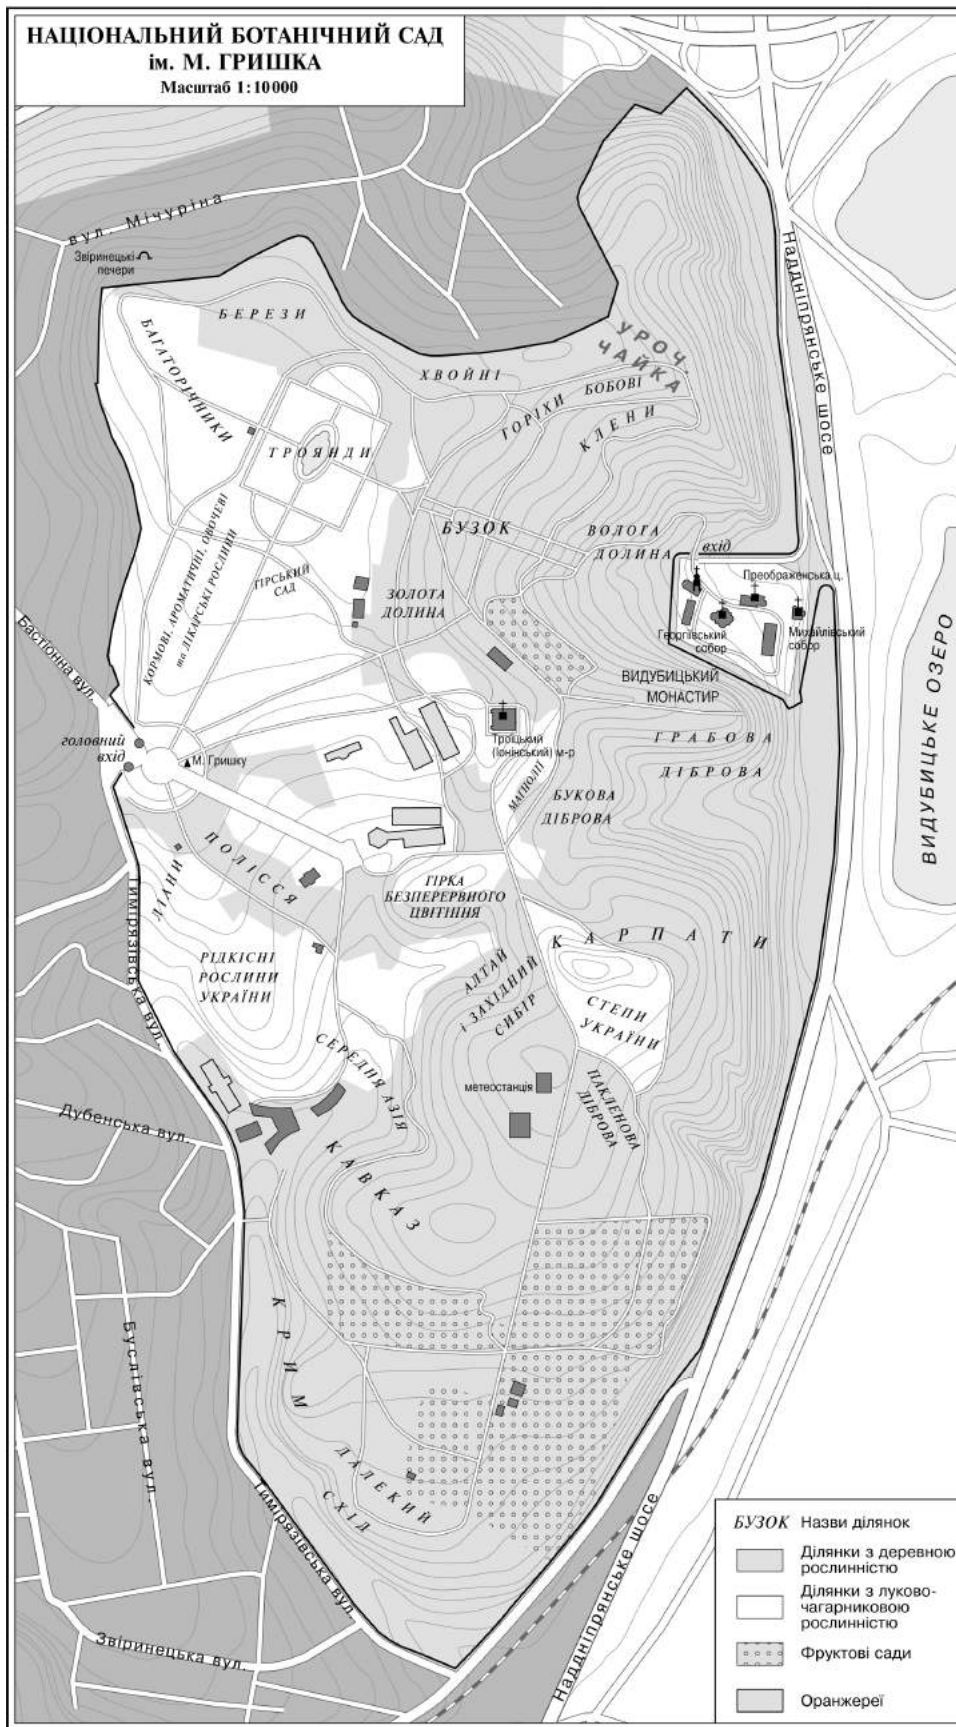 НАЦІОНАЛЬНИЙ БОТАНІЧНИЙ САД
ім. М. ГРИШКА
Масштаб 1:10000
вул. Мічуріна
Звіринецькі
печери
Наддніпрянське шосе
БЕРЕЗИ
БАГАТОРІЧНИКИ
УРОЧ.
ЧАЙКА
ХВОЙНІ
БОБОВІ
ГОРІХИ
КЛЕНИ
ТРОЯНДИ
БУЗОК
ВОЛОГА
ДОЛИНА
вхід
КОРМОВІ, АРОМАТИЧНІ, ОВОЧЕВІ
та ЛІКАРСЬКІ РОСЛИНИ
ГІРСЬКИЙ
САД
ЗОЛОТА
ДОЛИНА
Преображенська ц.
Георгіївський
собор
Михайлівський
собор
Бастіонна вул.
ВИДУБИЦЬКИЙ
МОНАСТИР
ВИДУБИЦЬКЕ ОЗЕРО
головний
вхід
М. Гришку
Троїцький
(Іонінський) м-р
ГРАБОВА
ДІБРОВА
МАГНОЛІЇ
БУКОВА
ДІБРОВА
ПОЛІССЯ
ЛІАНИ
ГІРКА
БЕЗПЕРЕРВНОГО
ЦВІТІННЯ
Тимірязівська вул.
КАРПАТИ
РІДКІСНІ
РОСЛИНИ
УКРАЇНИ
АЛТАЙ
і ЗАХІДНИЙ
СИБІР
СТЕПИ
УКРАЇНИ
СЕРЕДНЯ АЗІЯ
метеостанція
ПАКЛЕНОВА
ДІБРОВА
Дубенська вул.
КАВКАЗ
КРИМ
Буслівська вул.
ДАЛЕКИЙ
СХІД
Тимірязівська вул.
Наддніпрянське шосе
Звіринецька вул.
БУЗОК Назви ділянок
Ділянки з деревною
рослинністю
Ділянки з луково-
чагарниковою
рослинністю
Фруктові сади
Оранжереї